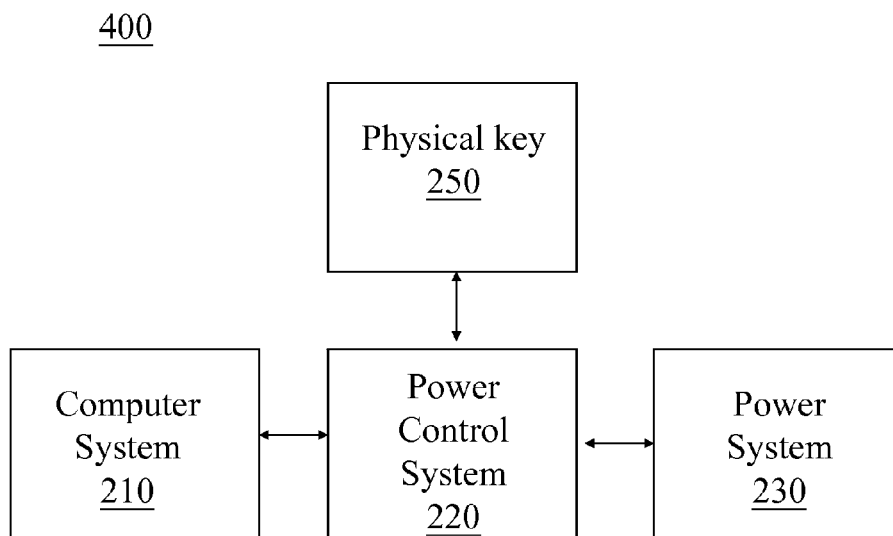 400
Physical key
250
Computer
System
210
Power
Control
System
220
Power
System
230